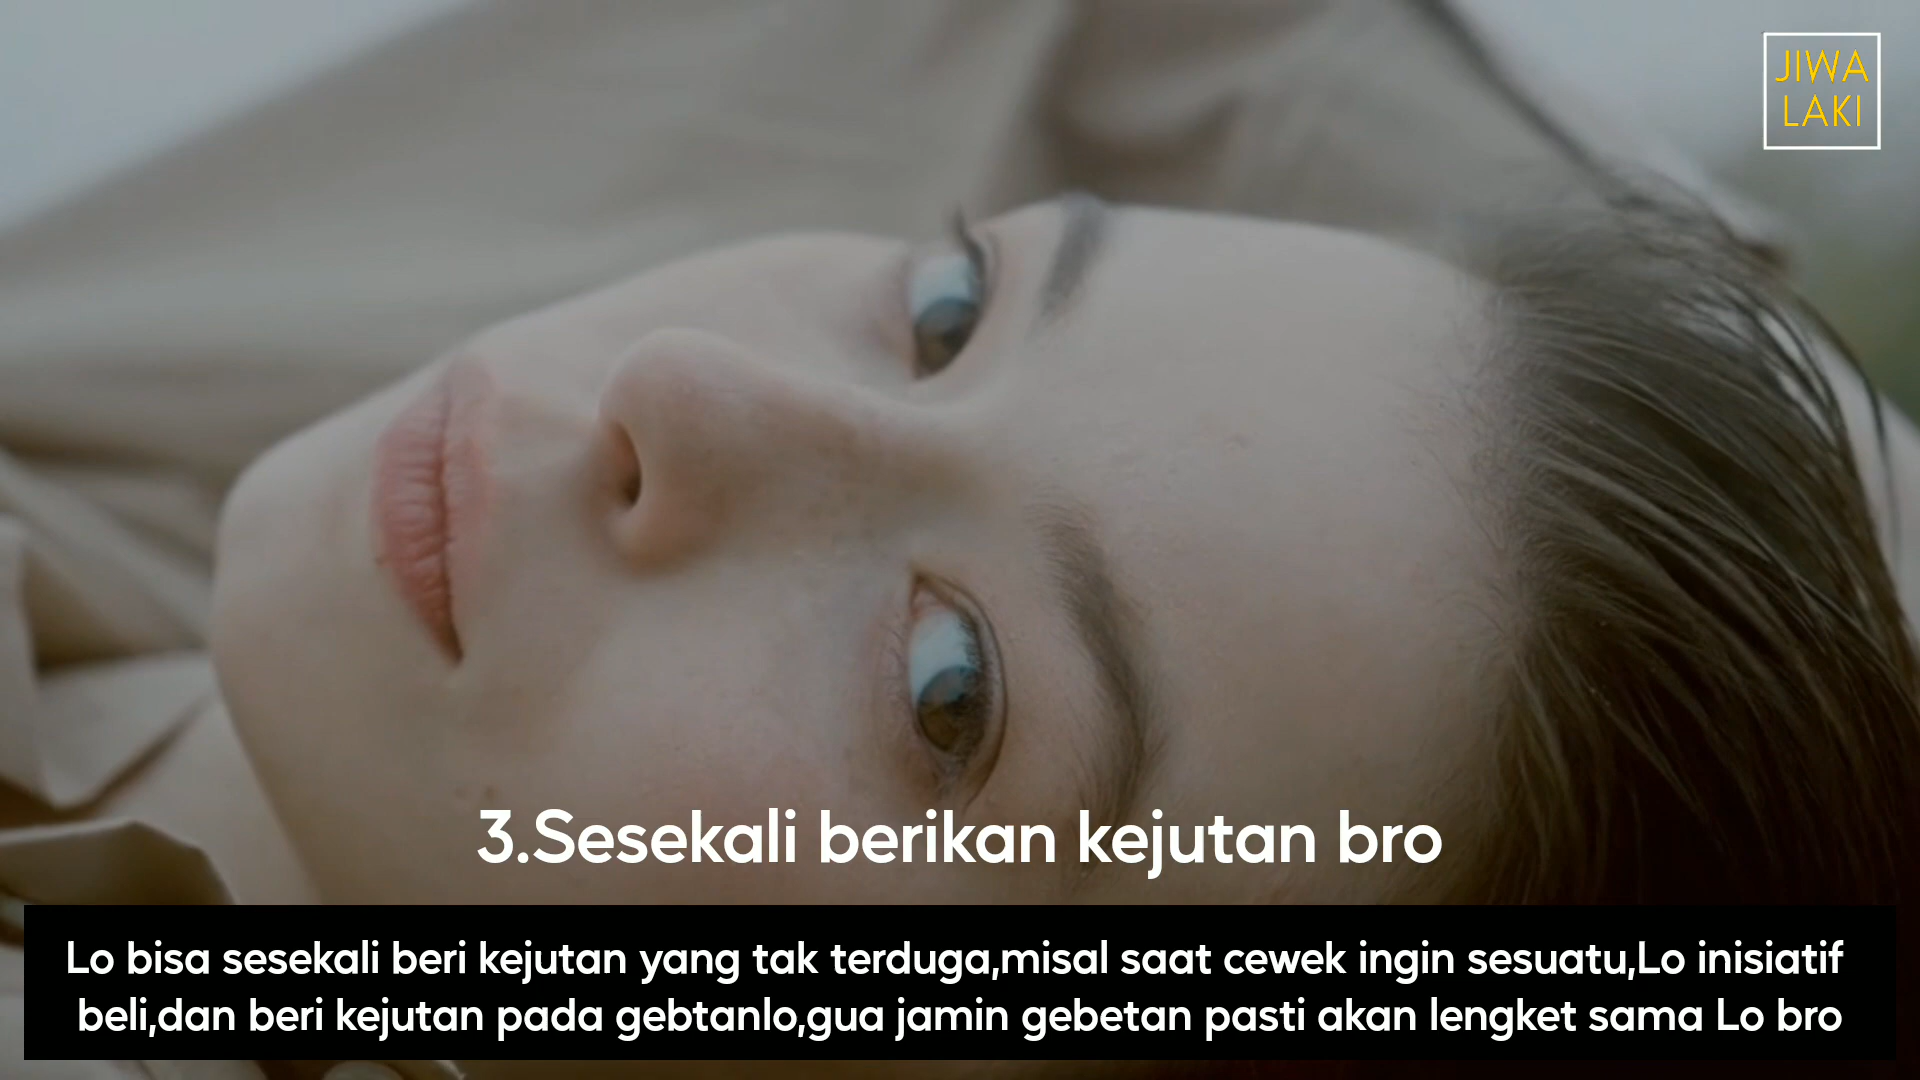 JIWA
LAKI
3.Sesekali berikan kejutan bro
Lo bisa sesekali beri kejutan yang tak terduga,misal saat cewek ingin sesuatu,Lo inisiatif
beli,dan beri kejutan pada gebtanlo,gua jamin gebetan pasti akan lengket sama Lo bro